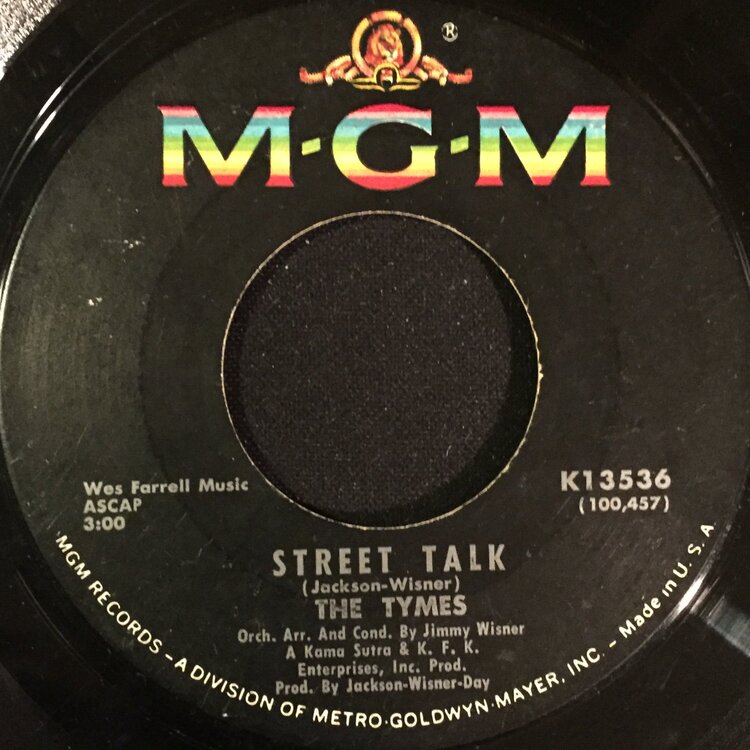 ®
M·G·M
Wes Farrell Music
ASCAP
3:00
K13536
(100,457)
STREET TALK
(Jackson-Wisner)
THE TYMES
Orch. Arr. And Cond. By Jimmy Wisner
A Kama Sutra & K. F. K.
Enterprises, Inc. Prod.
Prod. By Jackson-Wisner-Day
MGM RECORDS – A DIVISION OF METRO-GOLDWYN-MAYER, INC. – Made in U. S. A.